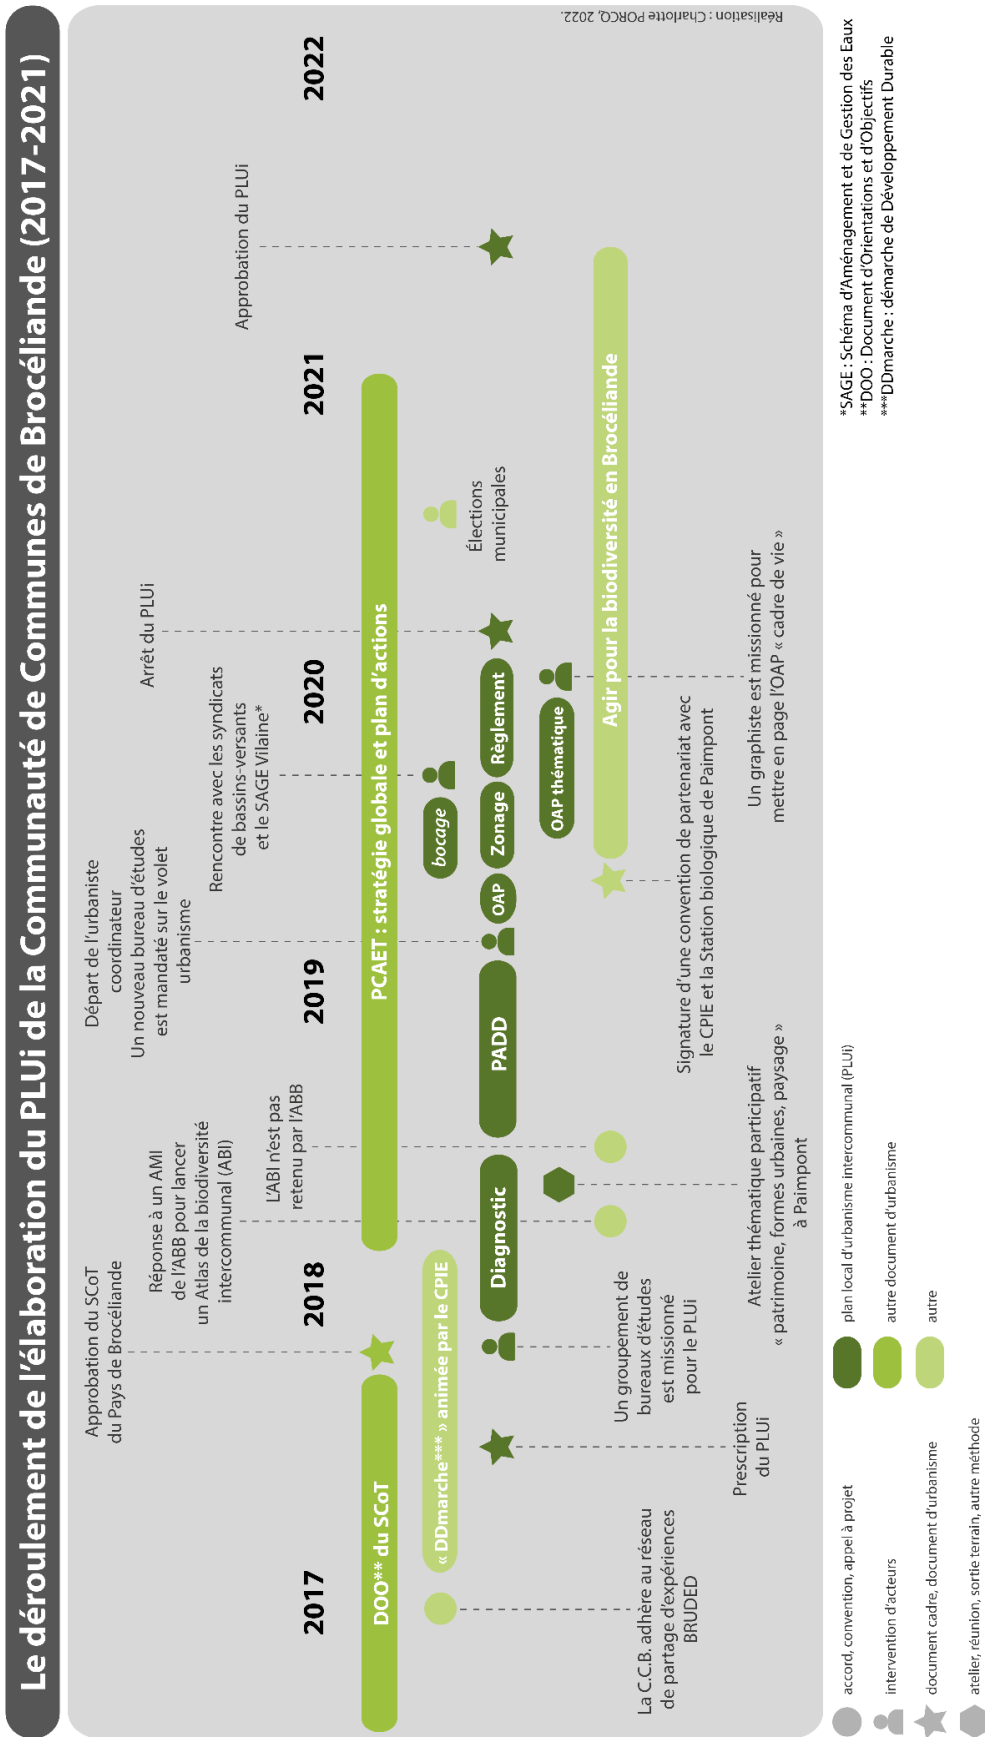 Le déroulement de l'élaboration du PLUi de la Communauté de Communes de Brocéliande (2017-2021)
Approbation du SCoT
du Pays de Brocéliande
Réponse à un AMI
de l'ABB pour lancer
un Atlas de la biodiversité
intercommunal (ABI)
L'ABI n'est pas
retenu par l'ABB
Départ de l'urbaniste
coordinateur
Un nouveau bureau d'études
est mandaté sur le volet
urbanisme
Rencontre avec les syndicats
de bassins-versants
et le SAGE Vilaine*
Arrêt du PLUi
Approbation du PLUi
2017
2018
2019
2020
2021
2022
DOO** du SCoT
PCAET : stratégie globale et plan d'actions
« DDmarche*** » animée par le CPIE
bocage
Élections
municipales
Diagnostic
PADD
OAP
Zonage
Règlement
OAP thématique
Agir pour la biodiversité en Brocéliande
La C.C.B. adhère au réseau
de partage d'expériences
BRUDED
Prescription
du PLUi
Un groupement de
bureaux d'études
est missionné
pour le PLUi
Atelier thématique participatif
« patrimoine, formes urbaines, paysage »
à Paimpont
Signature d'une convention de partenariat avec
le CPIE et la Station biologique de Paimpont
Un graphiste est missionné pour
mettre en page l'OAP « cadre de vie »
Réalisation : Charlotte PORCQ, 2022.
accord, convention, appel à projet
intervention d'acteurs
document cadre, document d'urbanisme
atelier, réunion, sortie terrain, autre méthode
plan local d'urbanisme intercommunal (PLUi)
autre document d'urbanisme
autre
*SAGE : Schéma d'Aménagement et de Gestion des Eaux
**DOO : Document d'Orientations et d'Objectifs
***DDmarche : démarche de Développement Durable